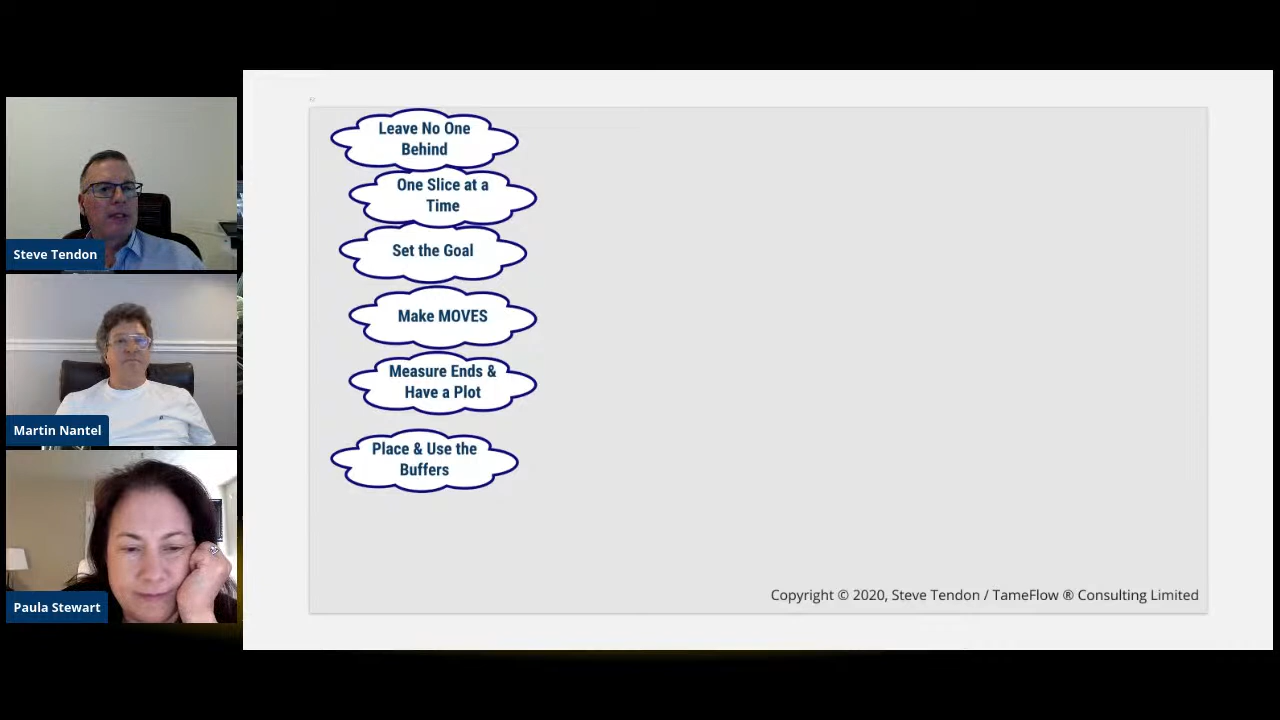 Steve Tendon
Martin Nantel
Paula Stewart
Leave No One
Behind
One Slice at a
Time
Set the Goal
Make MOVES
Measure Ends &
Have a Plot
Place & Use the
Buffers
Copyright © 2020, Steve Tendon / TameFlow ® Consulting Limited